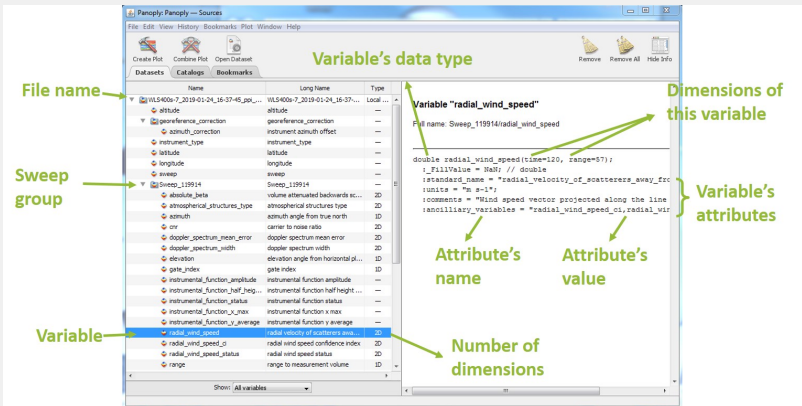 Panoply: Panoply — Sources
File Edit View History Bookmarks Plot Window Help
Create Plot Combine Plot Open Dataset
Remove Remove All Hide Info
Variable's data type
Datasets Catalogs Bookmarks
Name Long Name Type
File name
WLS400s-7_2019-01-24_16-37-45_ppi_... WLS400s-7_2019-01-24_16-37-... Local ...
altitude altitude —
georeference_correction georeference_correction —
azimuth_correction instrument azimuth offset —
instrument_type instrument_type —
latitude latitude —
longitude longitude —
sweep sweep —
Sweep
group
Sweep_119914 Sweep_119914 —
absolute_beta volume attenuated backwards sc... 2D
atmospherical_structures_type atmospherical structures type 2D
azimuth azimuth angle from true north 1D
cnr carrier to noise ratio 2D
doppler_spectrum_mean_error doppler spectrum mean error 2D
doppler_spectrum_width doppler spectrum width 2D
elevation elevation angle from horizontal pl... 1D
gate_index gate index 1D
instrumental_function_amplitude instrumental function amplitude —
instrumental_function_half_heig... instrumental function half height ... —
instrumental_function_status instrumental function status —
instrumental_function_x_max instrumental function x max —
instrumental_function_y_average instrumental function y average —
Variable
radial_wind_speed radial velocity of scatterers awa... 2D
radial_wind_speed_ci radial wind speed confidence index 2D
radial_wind_speed_status radial wind speed status 2D
range range to measurement volume 1D
Show: All variables
Variable "radial_wind_speed"
Full name: Sweep_119914/radial_wind_speed
Dimensions of
this variable
double radial_wind_speed(time=120, range=57);
:_FillValue = NaN; // double
:standard_name = "radial_velocity_of_scatterers_away_fro
:units = "m s-1";
:comments = "Wind speed vector projected along the line
:ancilliary_variables = "radial_wind_speed_ci,radial_win
Variable's
attributes
Attribute's
name
Attribute's
value
Number of
dimensions